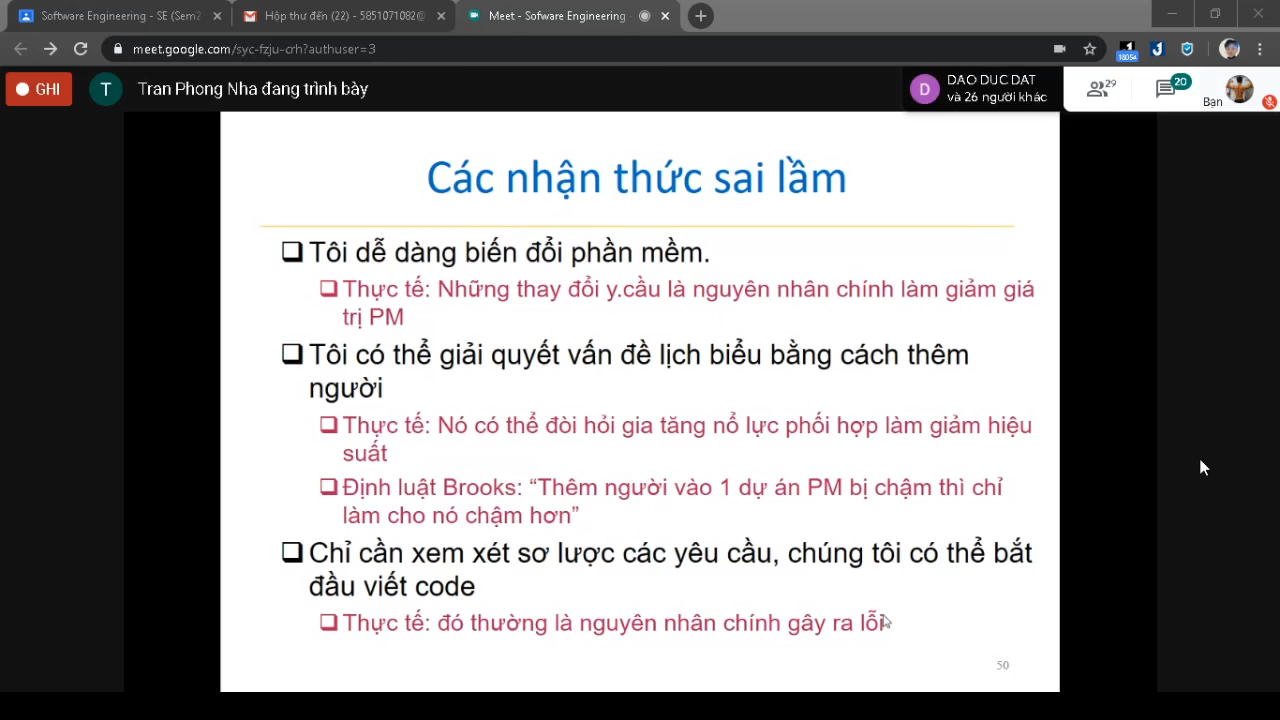 Software Engineering - SE (Sem2
Hộp thư đến (22) - 5851071082@
Meet - Sofware Engineering
meet.google.com/syc-fzju-crh?authuser=3
18054
GHI
T
Tran Phong Nha đang trình bày
D
DAO DUC DAT
và 26 người khác
29
20
Bạn
Các nhận thức sai lầm
Tôi dễ dàng biến đổi phần mềm.
Thực tế: Những thay đổi y.cầu là nguyên nhân chính làm giảm giá
trị PM
Tôi có thể giải quyết vấn đề lịch biểu bằng cách thêm
người
Thực tế: Nó có thể đòi hỏi gia tăng nổ lực phối hợp làm giảm hiệu
suất
Định luật Brooks: “Thêm người vào 1 dự án PM bị chậm thì chỉ
làm cho nó chậm hơn”
Chỉ cần xem xét sơ lược các yêu cầu, chúng tôi có thể bắt
đầu viết code
Thực tế: đó thường là nguyên nhân chính gây ra lỗi
50